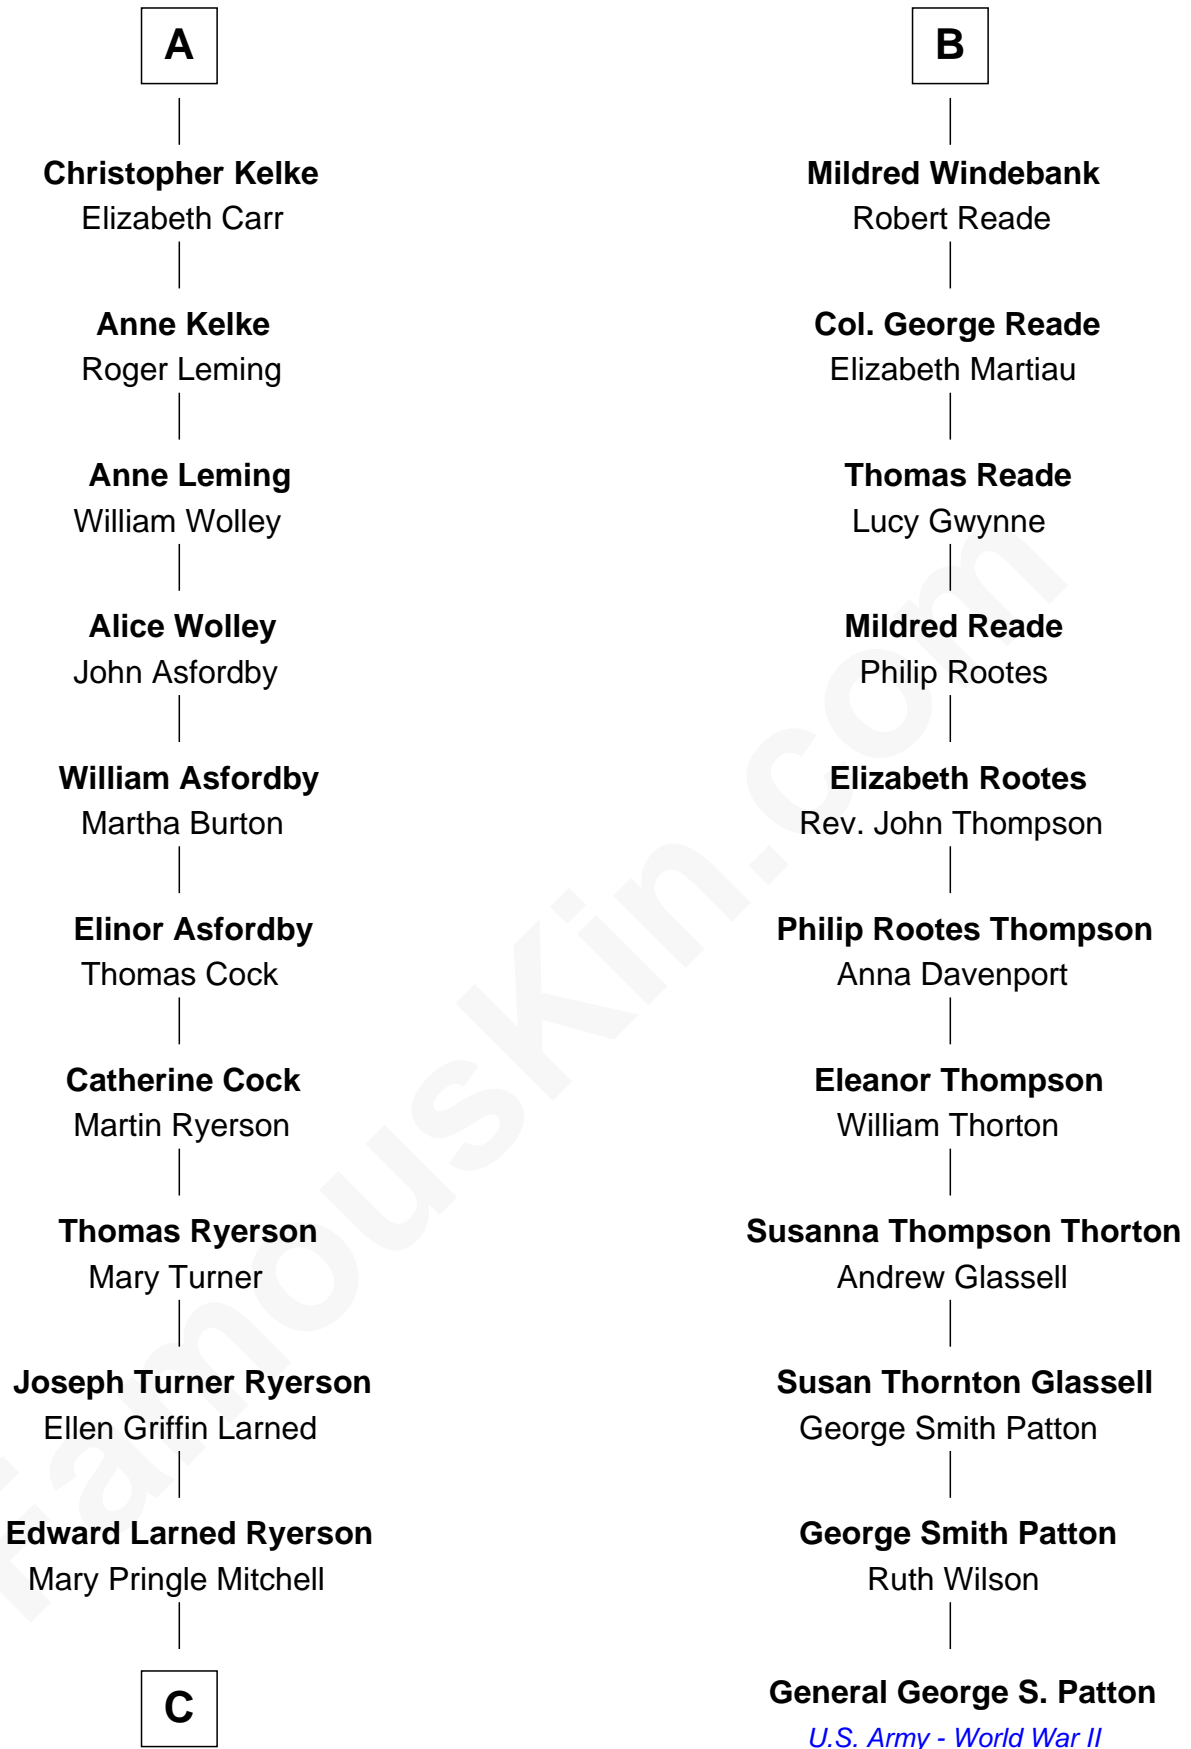 A
Christopher Kelke
Elizabeth Carr
Anne Kelke
Roger Leming
Anne Leming
William Wolley
Alice Wolley
John Asfordby
William Asfordby
Martha Burton
Elinor Asfordby
Thomas Cock
Catherine Cock
Martin Ryerson
Thomas Ryerson
Mary Turner
Joseph Turner Ryerson
Ellen Griffin Larned
Edward Larned Ryerson
Mary Pringle Mitchell
C
B
Mildred Windebank
Robert Reade
Col. George Reade
Elizabeth Martiau
Thomas Reade
Lucy Gwynne
Mildred Reade
Philip Rootes
Elizabeth Rootes
Rev. John Thompson
Philip Rootes Thompson
Anna Davenport
Eleanor Thompson
William Thorton
Susanna Thompson Thorton
Andrew Glassell
Susan Thornton Glassell
George Smith Patton
George Smith Patton
Ruth Wilson
General George S. Patton
U.S. Army - World War II
famouskin.com